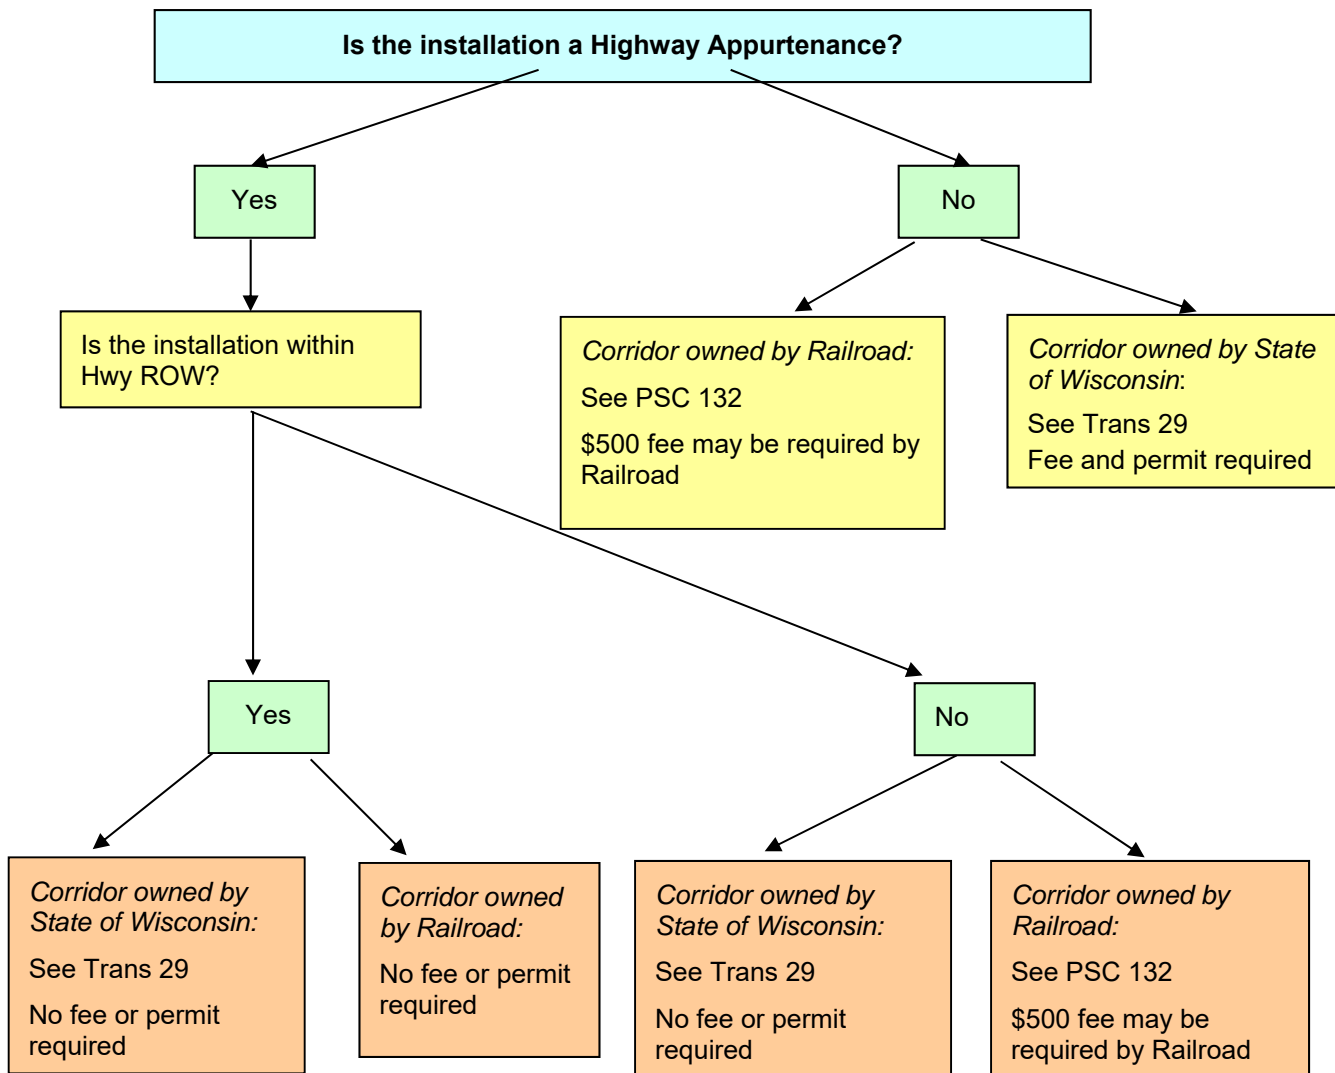 Is the installation a Highway Appurtenance?
Yes
No
Is the installation within
Hwy ROW?
Corridor owned by Railroad:
See PSC 132
$500 fee may be required by
Railroad
Corridor owned by State
of Wisconsin:
See Trans 29
Fee and permit required
Yes
No
Corridor owned by
State of Wisconsin:
See Trans 29
No fee or permit
required
Corridor owned
by Railroad:
No fee or permit
required
Corridor owned by
State of Wisconsin:
See Trans 29
No fee or permit
required
Corridor owned by
Railroad:
See PSC 132
$500 fee may be
required by Railroad